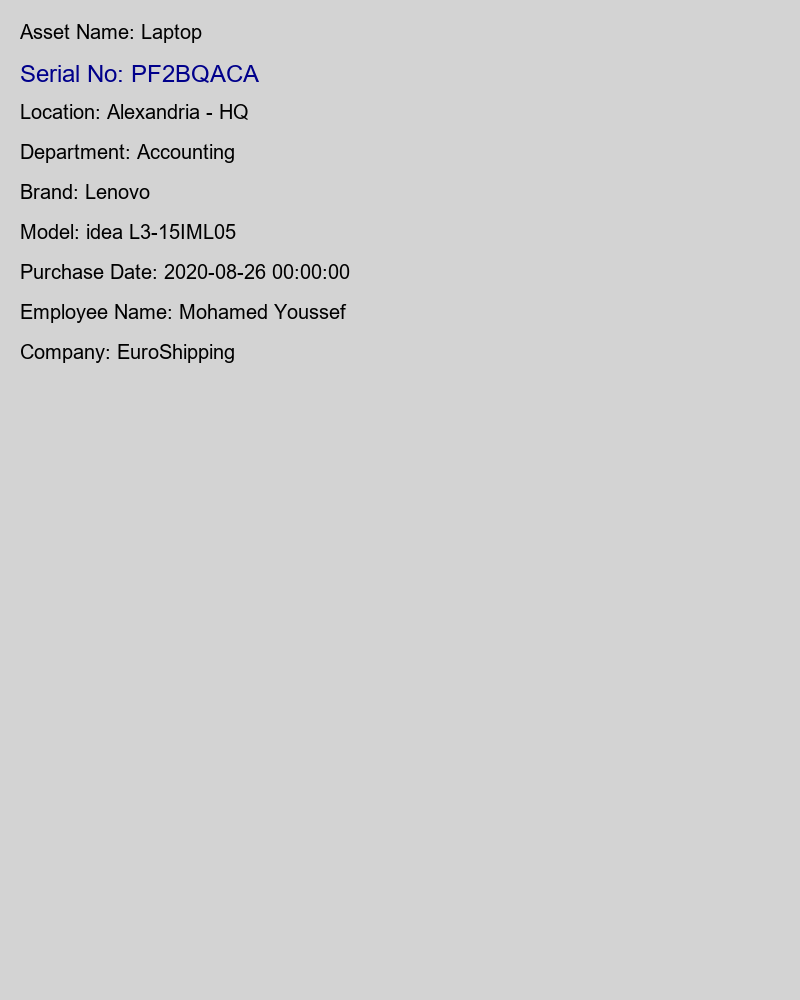 Asset Name: Laptop
Serial No: PF2BQACA
Location: Alexandria - HQ
Department: Accounting
Brand: Lenovo
Model: idea L3-15IML05
Purchase Date: 2020-08-26 00:00:00
Employee Name: Mohamed Youssef
Company: EuroShipping